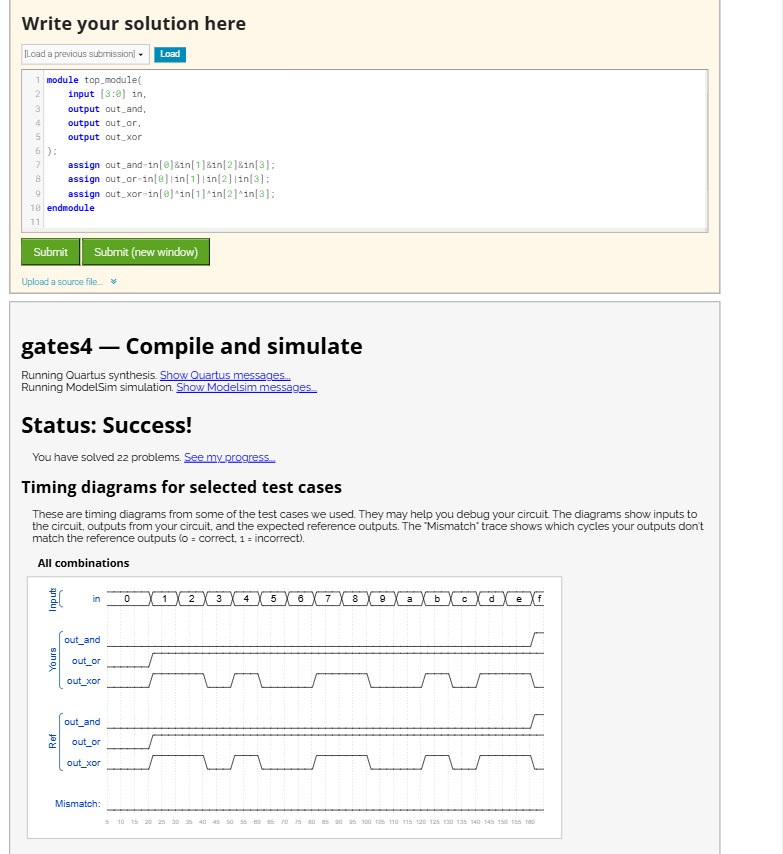 Write your solution here
[Load a previous submission]
Load
1 module top_module(
2 input [3:0] in,
3 output out_and,
4 output out_or,
5 output out_xor
6 );
7 assign out_and=in[0]&in[1]&in[2]&in[3];
8 assign out_or=in[0]|in[1]|in[2]|in[3];
9 assign out_xor=in[0]^in[1]^in[2]^in[3];
10 endmodule
11
Submit
Submit (new window)
Upload a source file...
gates4 — Compile and simulate
Running Quartus synthesis. Show Quartus messages...
Running ModelSim simulation. Show Modelsim messages...
Status: Success!
You have solved 22 problems. See my progress...
Timing diagrams for selected test cases
These are timing diagrams from some of the test cases we used. They may help you debug your circuit. The diagrams show inputs to
the circuit, outputs from your circuit, and the expected reference outputs. The "Mismatch" trace shows which cycles your outputs don't
match the reference outputs (0 = correct, 1 = incorrect).
All combinations
Inputs
in 0 1 2 3 4 5 6 7 8 9 a b c d e f
Yours
out_and
out_or
out_xor
Ref
out_and
out_or
out_xor
Mismatch:
5 10 15 20 25 30 35 40 45 50 55 60 65 70 75 80 85 90 95 100 105 110 115 120 125 130 135 140 145 150 155 160